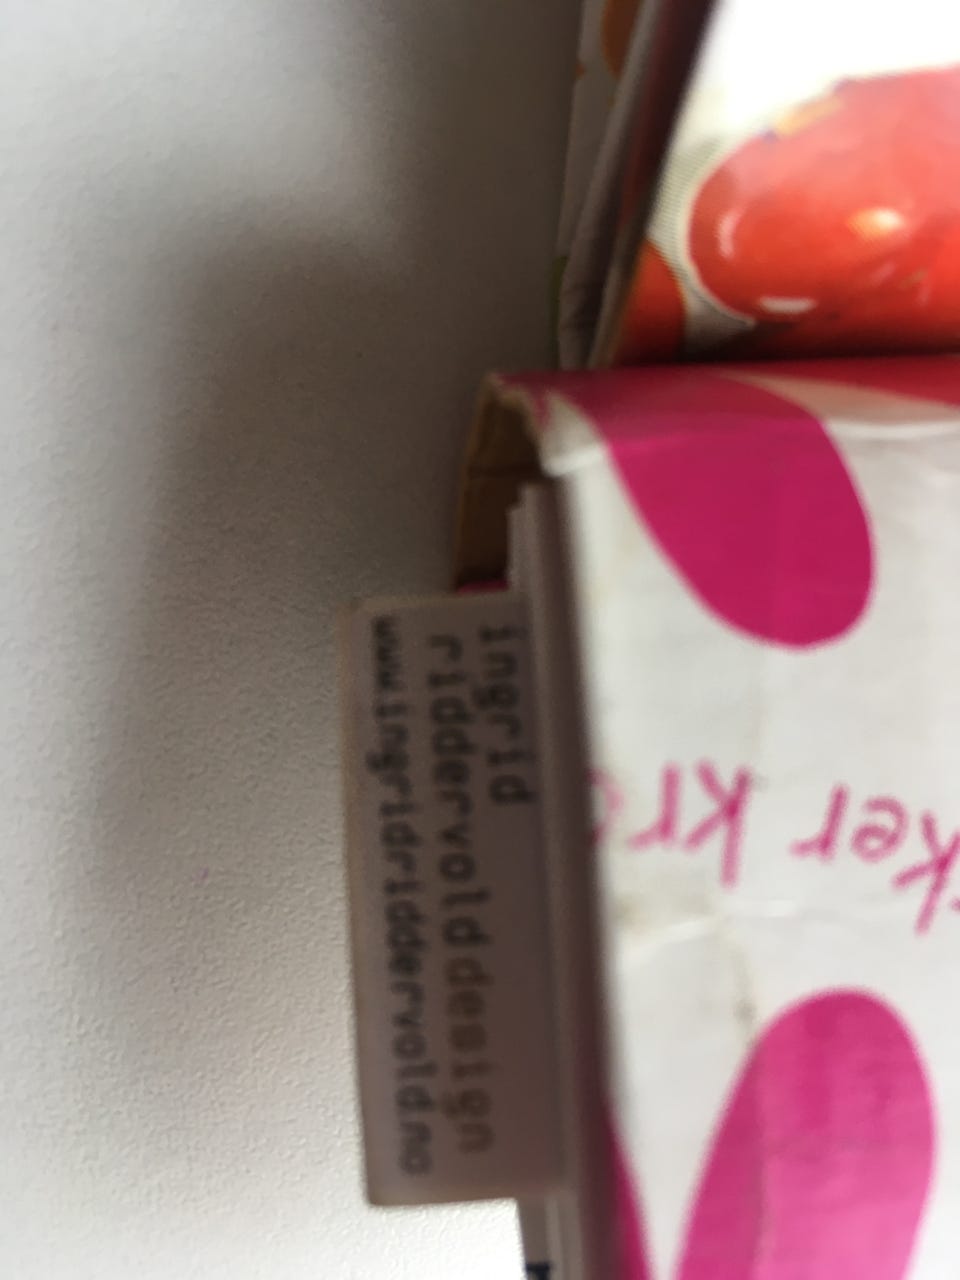 ingrid
riddervolddesign
www.ingridriddervold.no
ker kr